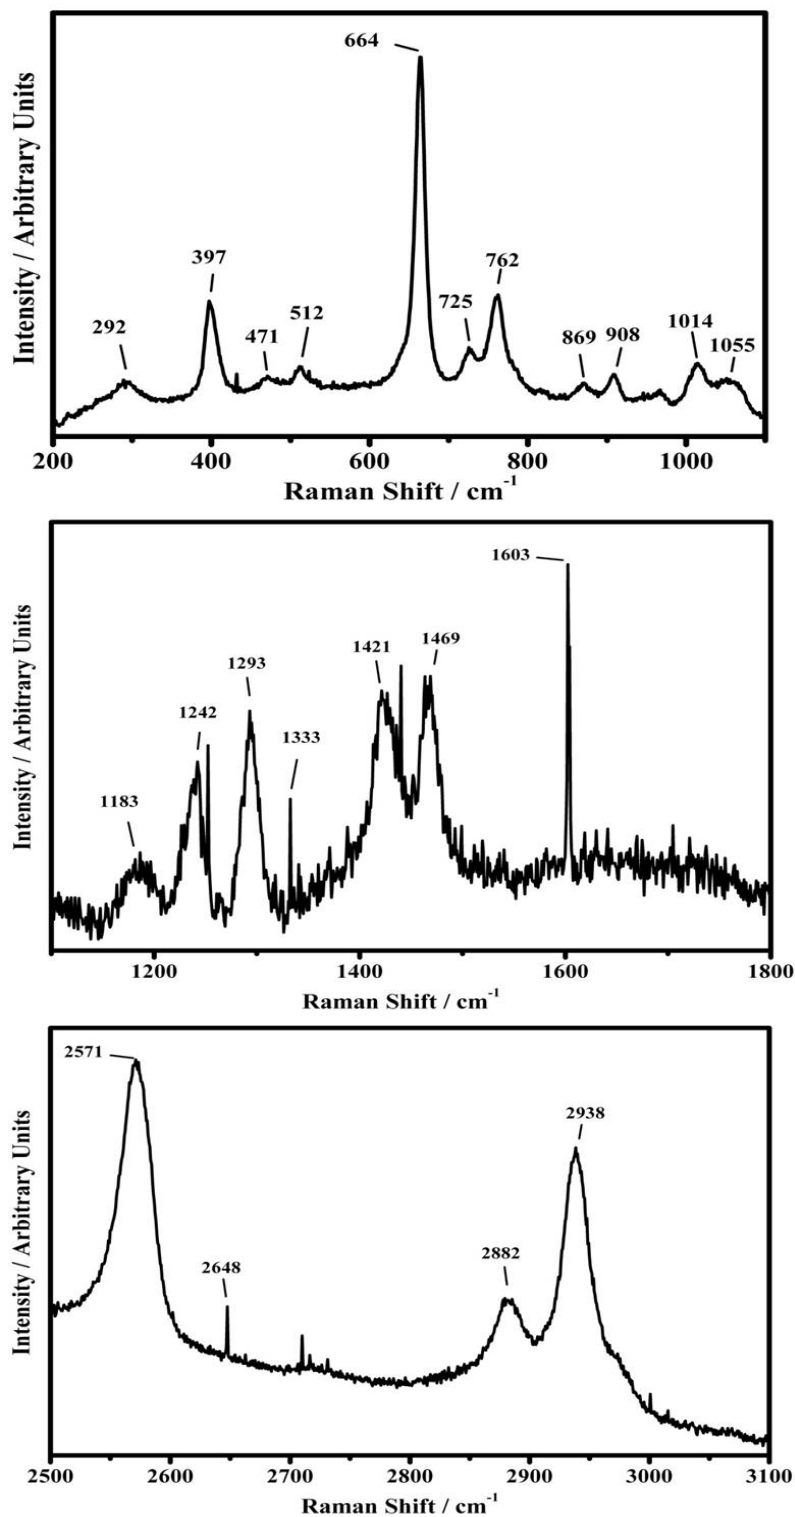 Intensity / Arbitrary Units
664
397
762
292
471
512
725
869
908
1014
1055
200 400 600 800 1000
Raman Shift / cm-1
Intensity / Arbitrary Units
1603
1293
1421
1469
1242
1333
1183
1200 1400 1600 1800
Raman Shift / cm-1
Intensity / Arbitrary Units
2571
2938
2648
2882
2500 2600 2700 2800 2900 3000 3100
Raman Shift / cm-1